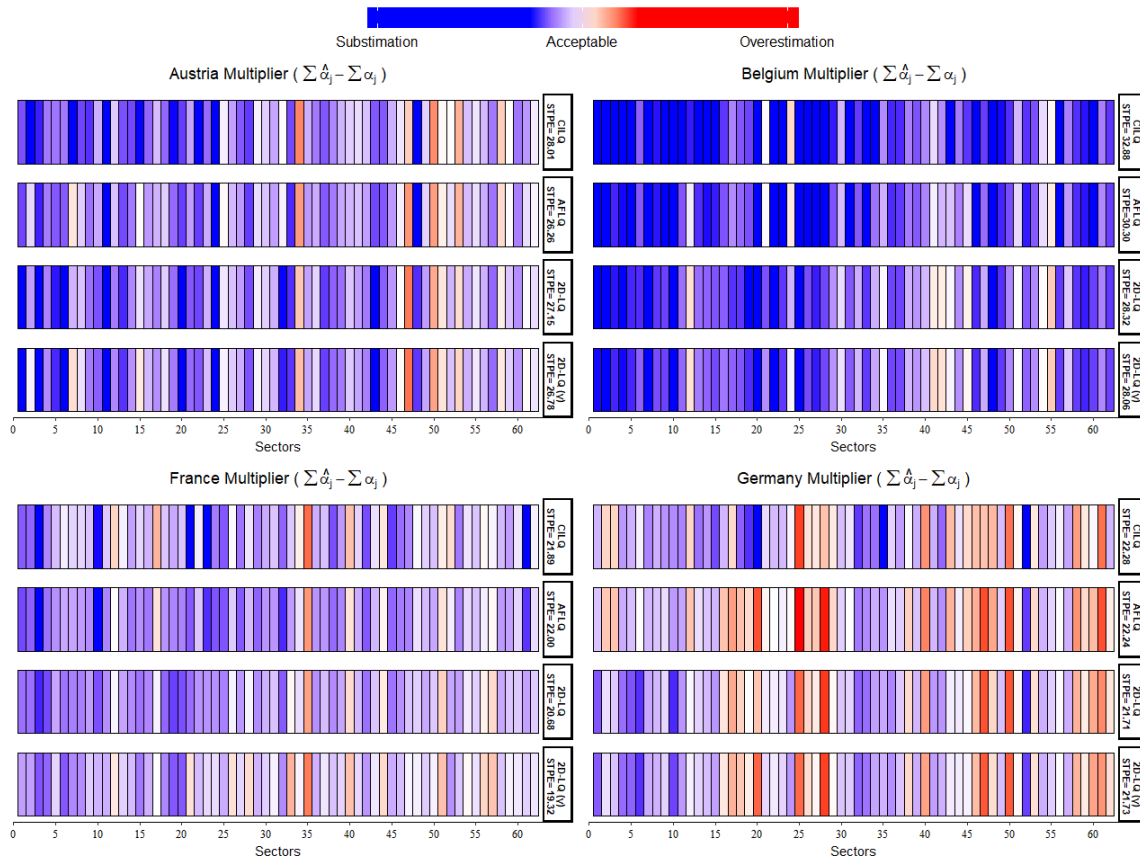 Substimation Acceptable Overestimation
Austria Multiplier ( ∑ α̂j − ∑ αj )
CILQ
STPE= 28.01
AFLQ
STPE= 26.26
2D-LQ
STPE= 27.15
2D-LQ (γ)
STPE= 26.78
0 5 10 15 20 25 30 35 40 45 50 55 60
Sectors
Belgium Multiplier ( ∑ α̂j − ∑ αj )
CILQ
STPE= 32.88
AFLQ
STPE=30.30
2D-LQ
STPE= 28.32
2D-LQ (γ)
STPE= 28.06
0 5 10 15 20 25 30 35 40 45 50 55 60
Sectors
France Multiplier ( ∑ α̂j − ∑ αj )
CILQ
STPE= 21.89
AFLQ
STPE= 22.00
2D-LQ
STPE= 20.68
2D-LQ (γ)
STPE= 19.32
0 5 10 15 20 25 30 35 40 45 50 55 60
Sectors
Germany Multiplier ( ∑ α̂j − ∑ αj )
CILQ
STPE= 22.28
AFLQ
STPE= 22.24
2D-LQ
STPE= 21.71
2D-LQ (γ)
STPE= 21.73
0 5 10 15 20 25 30 35 40 45 50 55 60
Sectors